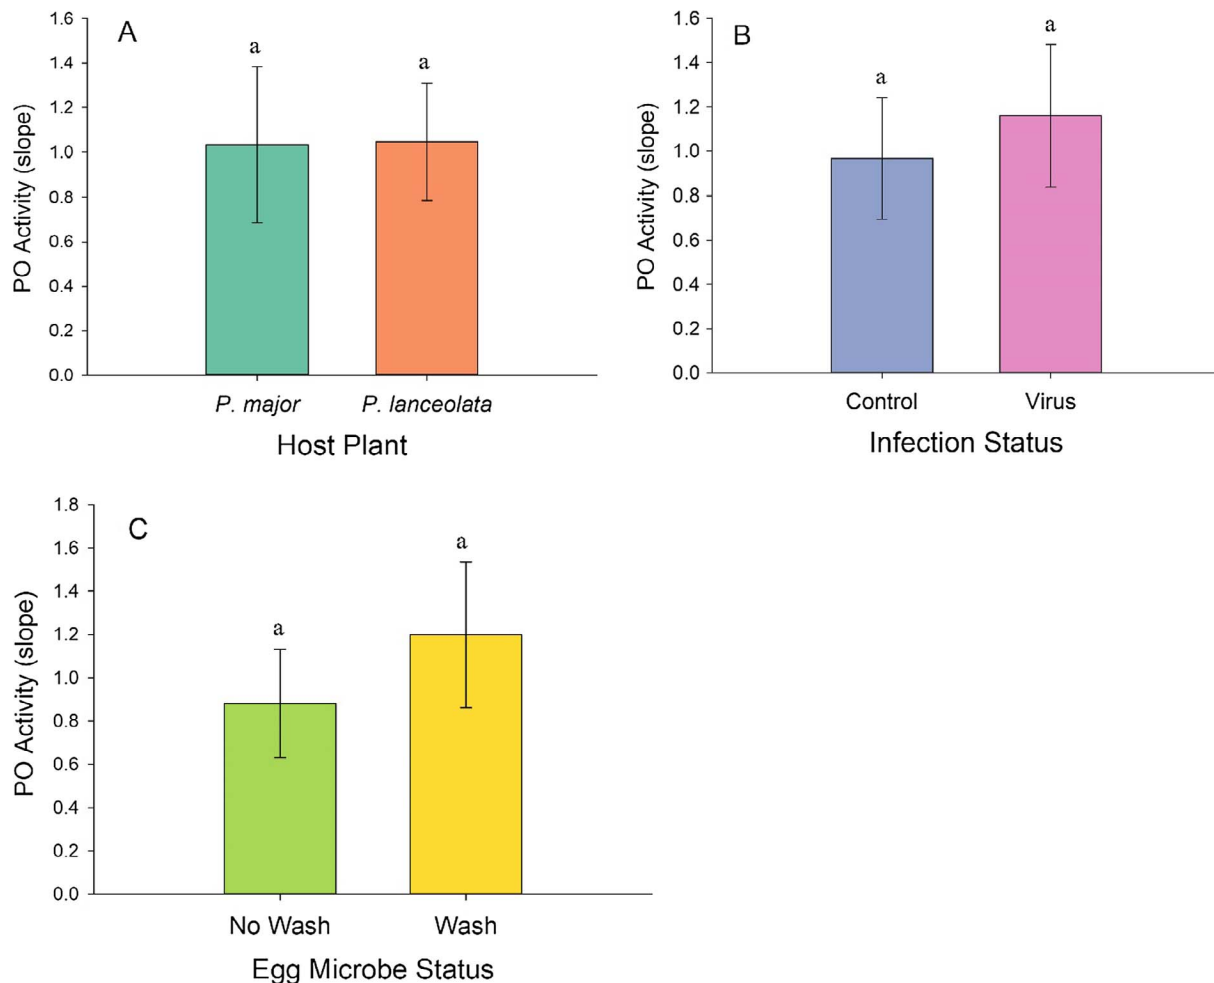 A
PO Activity (slope)
1.6
1.4
1.2
1.0
0.8
0.6
0.4
0.2
0.0
a
a
P. major
P. lanceolata
Host Plant
B
PO Activity (slope)
1.6
1.4
1.2
1.0
0.8
0.6
0.4
0.2
0.0
a
a
Control
Virus
Infection Status
C
PO Activity (slope)
1.8
1.6
1.4
1.2
1.0
0.8
0.6
0.4
0.2
0.0
a
a
No Wash
Wash
Egg Microbe Status